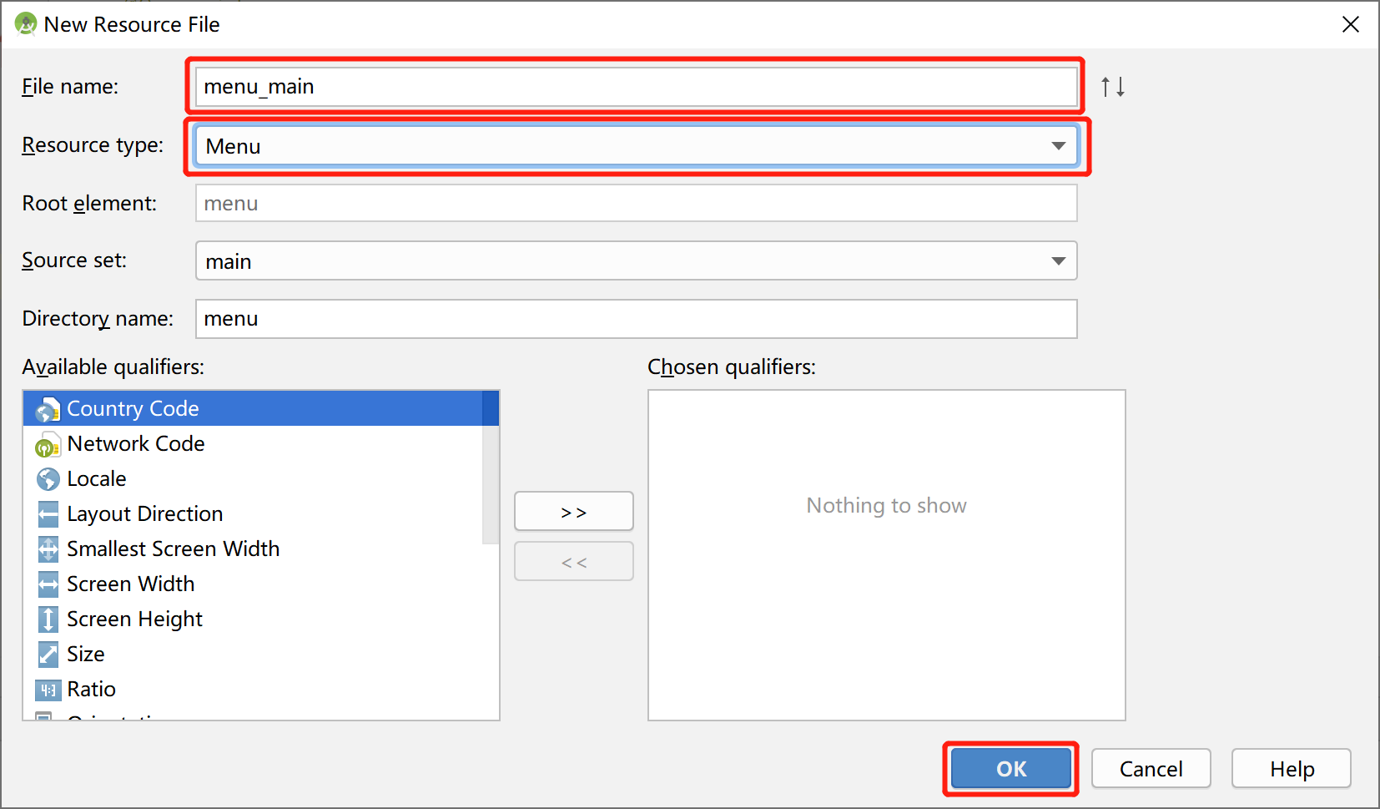 New Resource File
File name:
menu_main
Resource type:
Menu
Root element:
menu
Source set:
main
Directory name:
menu
Available qualifiers:
Chosen qualifiers:
Country Code
Network Code
Locale
Layout Direction
Smallest Screen Width
Screen Width
Screen Height
Size
Ratio
>>
<<
Nothing to show
OK
Cancel
Help